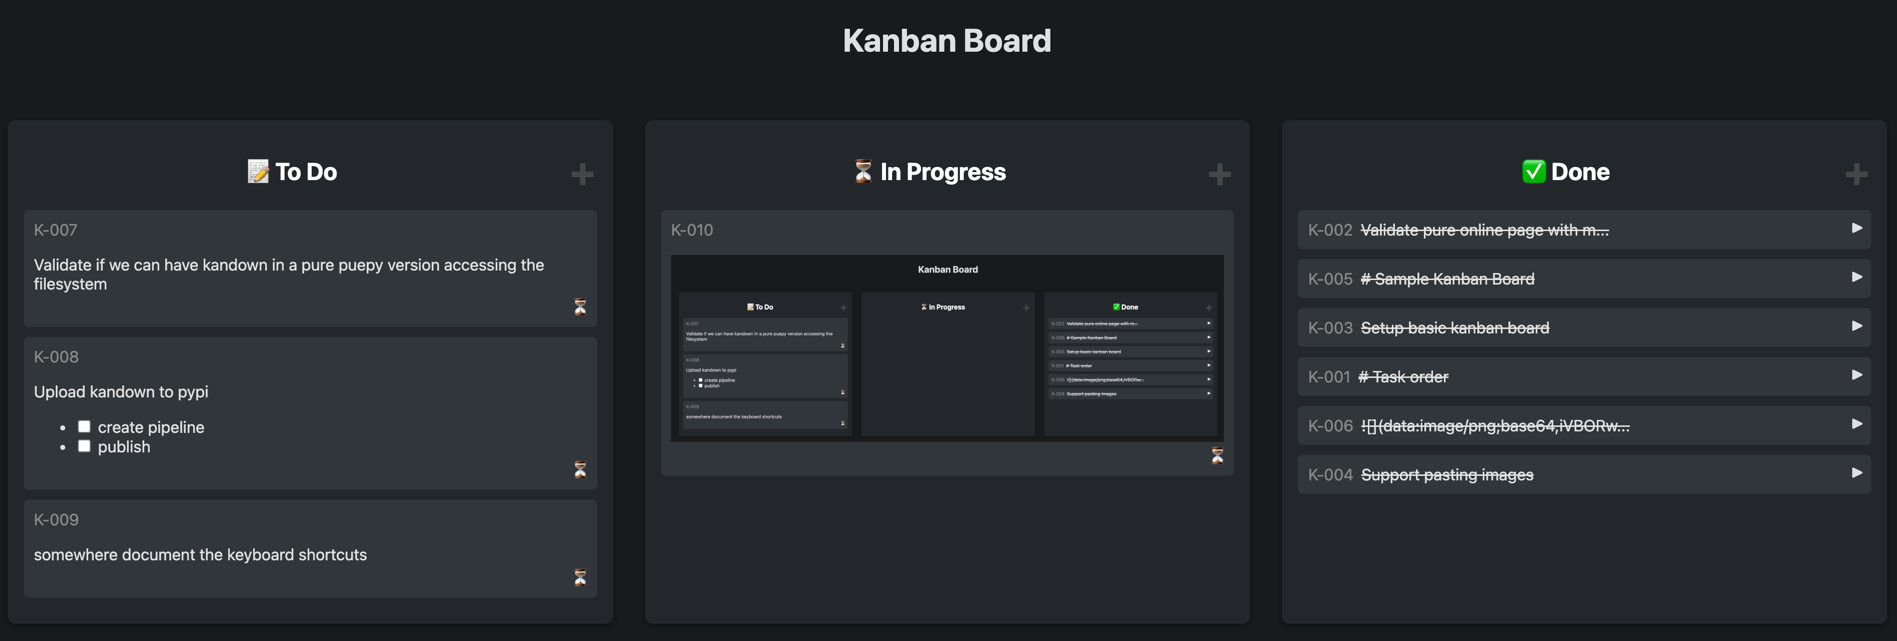 Kanban Board
📝 To Do
K-007
Validate if we can have kandown in a pure puepy version accessing the
filesystem
K-008
Upload kandown to pypi
create pipeline
publish
K-009
somewhere document the keyboard shortcuts
⏳ In Progress
K-010
Kanban Board
📝 To Do
K-007
Validate if we can have kandown in a pure puepy version accessing the
filesystem
K-008
Upload kandown to pypi
create pipeline
publish
K-009
somewhere document the keyboard shortcuts
⏳ In Progress
✅ Done
K-002 Validate pure online page with m...
K-005 # Sample Kanban Board
K-003 Setup basic kanban board
K-001 # Task order
K-006 ![](data:image/png;base64,iVBORw...
K-004 Support pasting images
✅ Done
K-002 Validate pure online page with m...
K-005 # Sample Kanban Board
K-003 Setup basic kanban board
K-001 # Task order
K-006 ![](data:image/png;base64,iVBORw...
K-004 Support pasting images